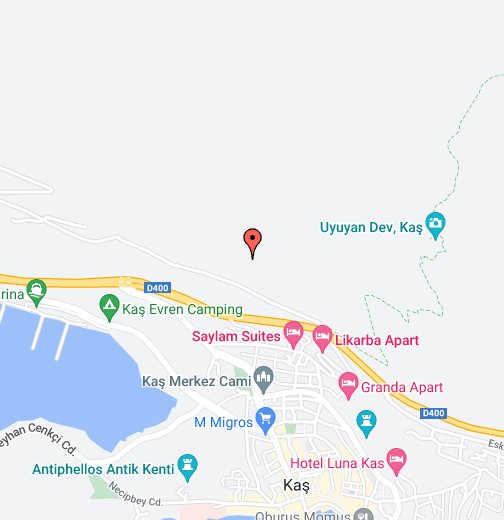 Uyuyan Dev, Kaş
D400
rina
Kaş Evren Camping
Saylam Suites
Likarba Apart
Kaş Merkez Cami
Granda Apart
M Migros
D400
eyhan Cenkçi Cd.
Esk
Antiphellos Antik Kenti
Hotel Luna Kas
Necipbey Cd.
Kaş
Oburus Momus